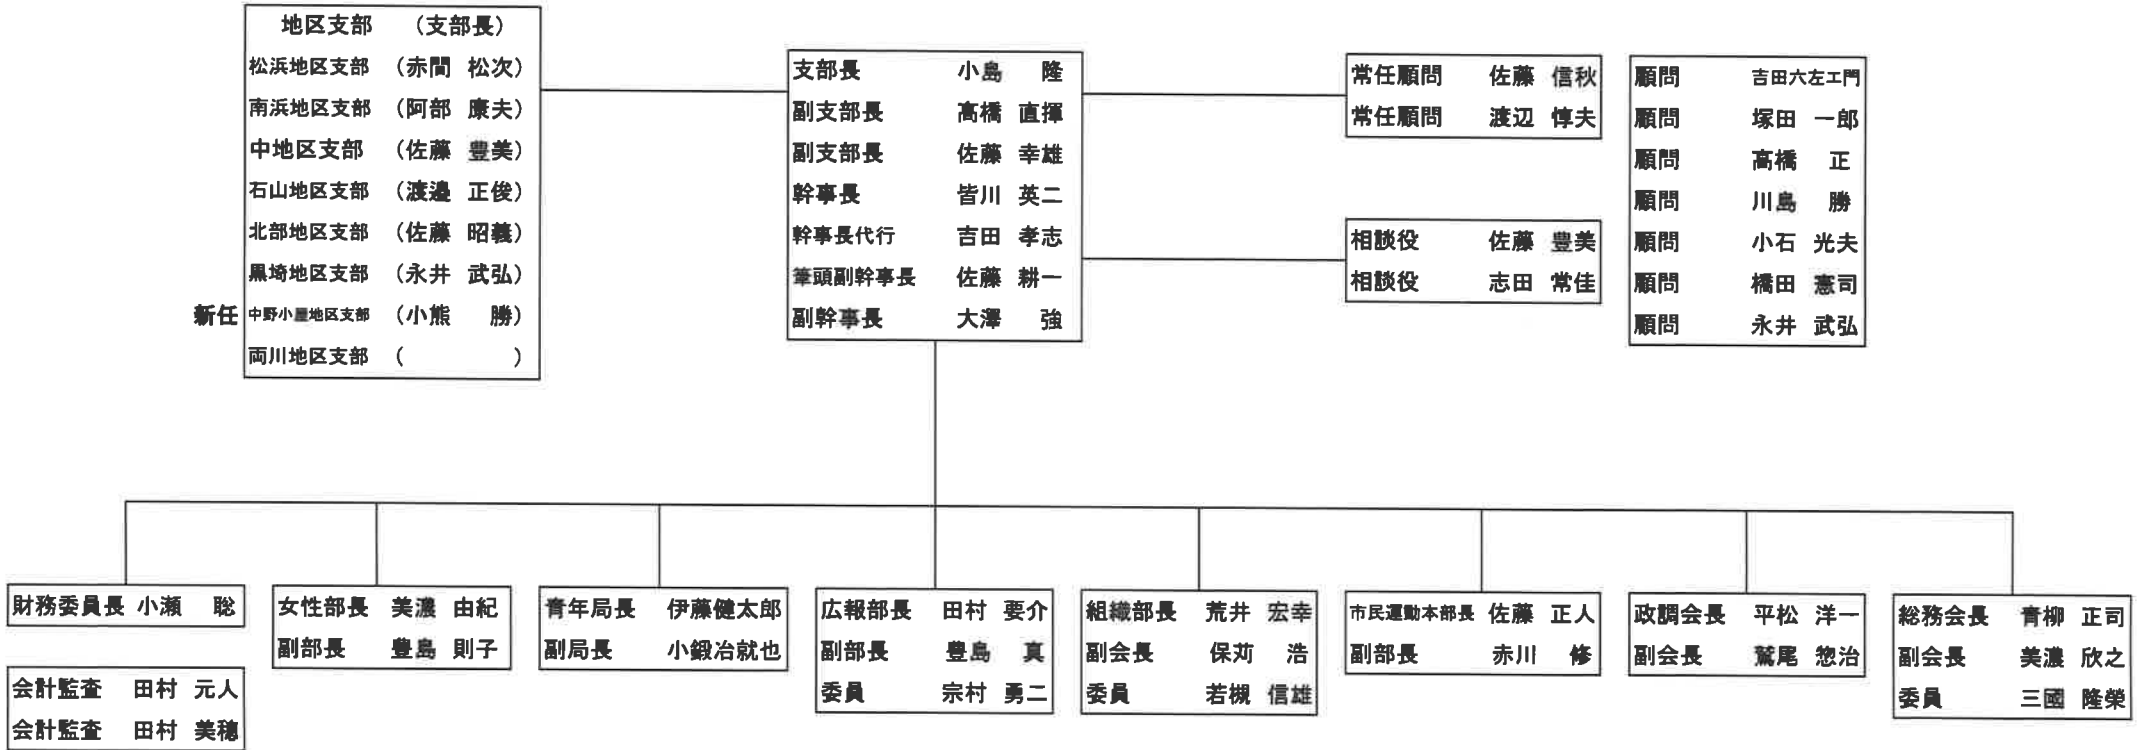 地区支部 （支部長）
松浜地区支部 （赤間 松次）
南浜地区支部 （阿部 康夫）
中地区支部 （佐藤 豊美）
石山地区支部 （渡邉 正俊）
北部地区支部 （佐藤 昭義）
黒埼地区支部 （永井 武弘）
新任 中野小屋地区支部 （小熊 勝）
両川地区支部 （ ）
支部長 小島 隆
副支部長 高橋 直揮
副支部長 佐藤 幸雄
幹事長 皆川 英二
幹事長代行 吉田 孝志
筆頭副幹事長 佐藤 耕一
副幹事長 大澤 強
常任顧問 佐藤 信秋
常任顧問 渡辺 惇夫
相談役 佐藤 豊美
相談役 志田 常佳
顧問 吉田六左エ門
顧問 塚田 一郎
顧問 高橋 正
顧問 川島 勝
顧問 小石 光夫
顧問 橋田 憲司
顧問 永井 武弘
財務委員長 小瀬 聡
会計監査 田村 元人
会計監査 田村 美穂
女性部長 美濃 由紀
副部長 豊島 則子
青年局長 伊藤健太郎
副局長 小鍛冶就也
広報部長 田村 要介
副部長 豊島 真
委員 宗村 勇二
組織部長 荒井 宏幸
副会長 保苅 浩
委員 若槻 信雄
市民運動本部長 佐藤 正人
副部長 赤川 修
政調会長 平松 洋一
副会長 鷲尾 惣治
総務会長 青柳 正司
副会長 美濃 欣之
委員 三國 隆榮